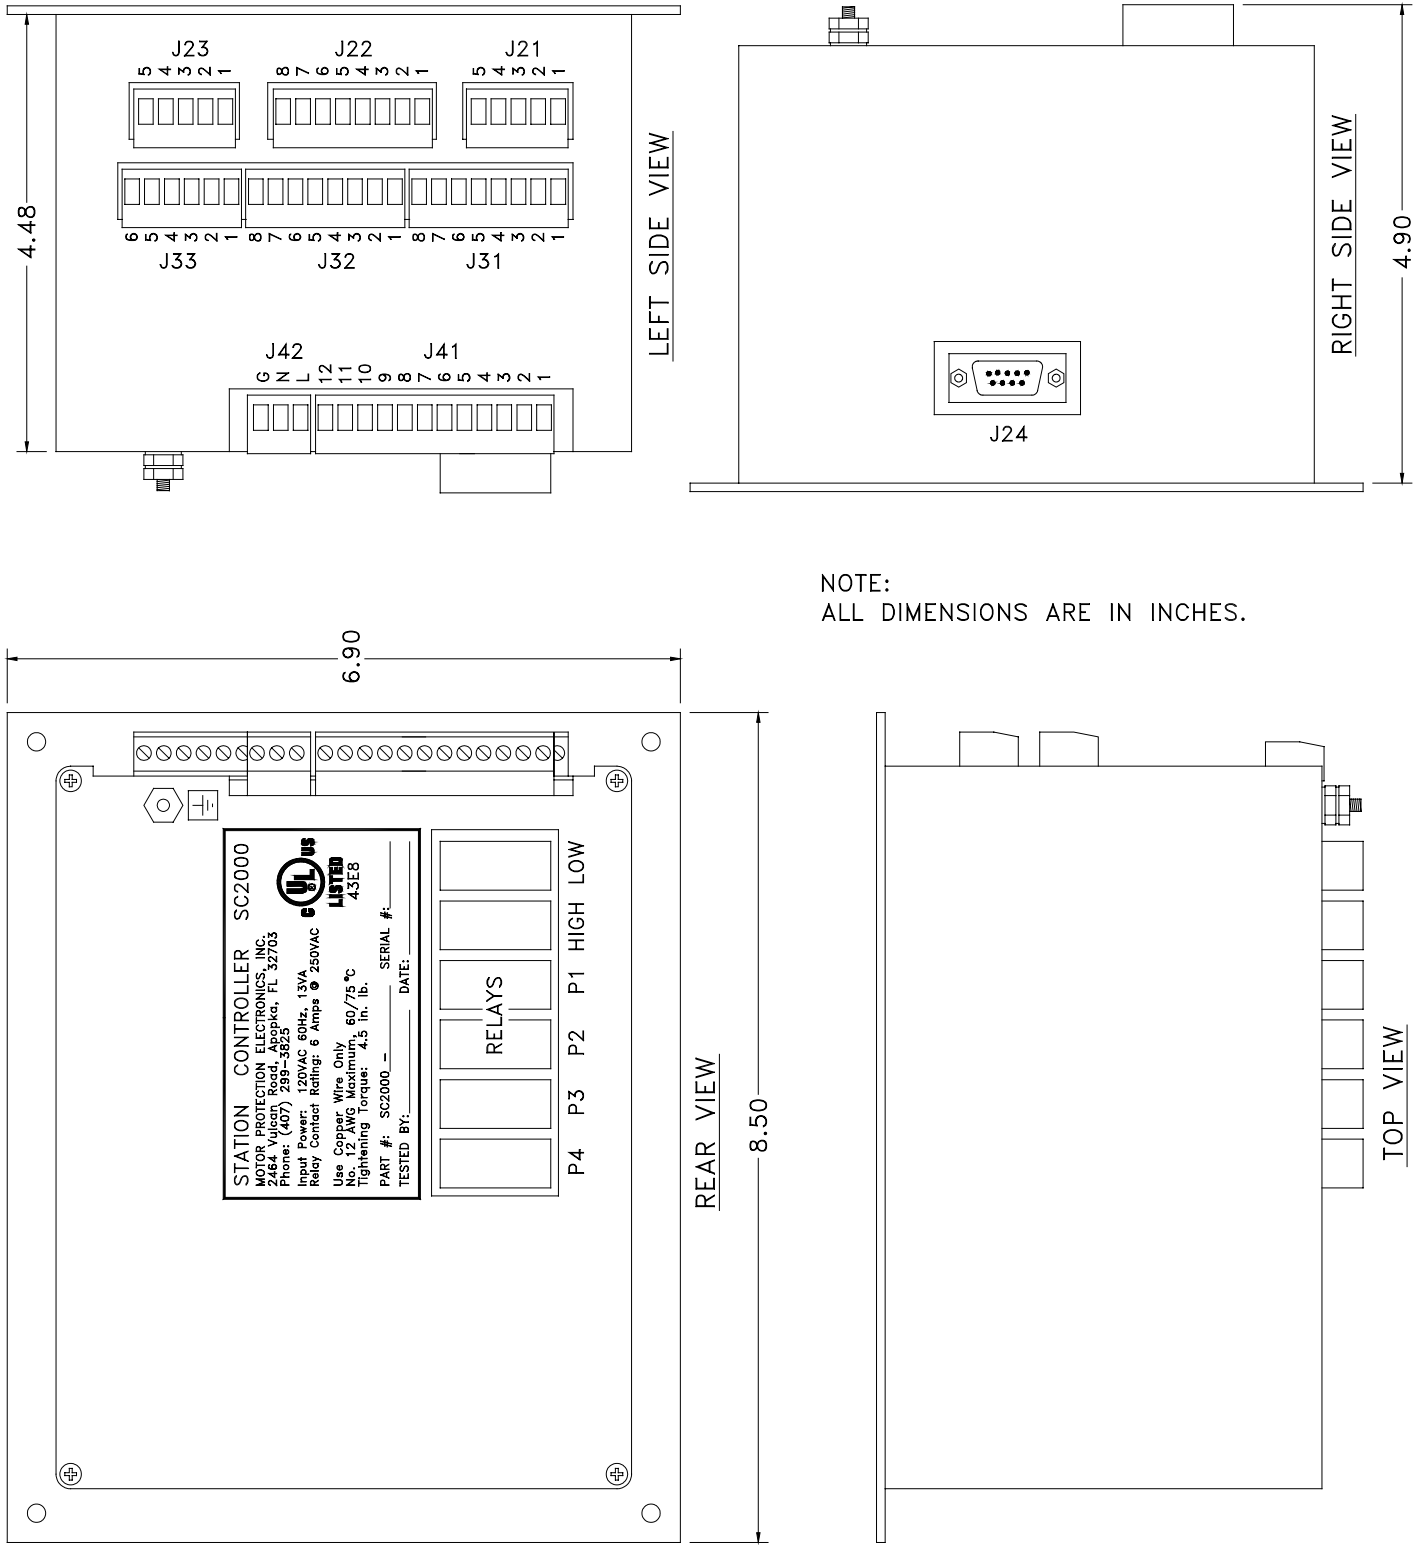 J23
J22
J21
5 4 3 2 1
8 7 6 5 4 3 2 1
5 4 3 2 1
6 5 4 3 2 1
8 7 6 5 4 3 2 1
8 7 6 5 4 3 2 1
J33
J32
J31
J42
J41
G N L
12 11 10 9 8 7 6 5 4 3 2 1
4.48
LEFT SIDE VIEW
J24
RIGHT SIDE VIEW
4.90
NOTE:
ALL DIMENSIONS ARE IN INCHES.
6.90
STATION CONTROLLER SC2000
MOTOR PROTECTION ELECTRONICS, INC.
2464 Vulcan Road, Apopka, FL 32703
Phone: (407) 299-3825
Input Power: 120VAC 60Hz, 13VA
Relay Contact Rating: 6 Amps @ 250VAC
Use Copper Wire Only
No. 12 AWG Maximum, 60/75°C
Tightening Torque: 4.5 in. lb.
PART #: SC2000__-______ SERIAL #:______
TESTED BY:__________ DATE:______
C UL® US
LISTED
43E8
RELAYS
P4 P3 P2 P1 HIGH LOW
REAR VIEW
8.50
TOP VIEW